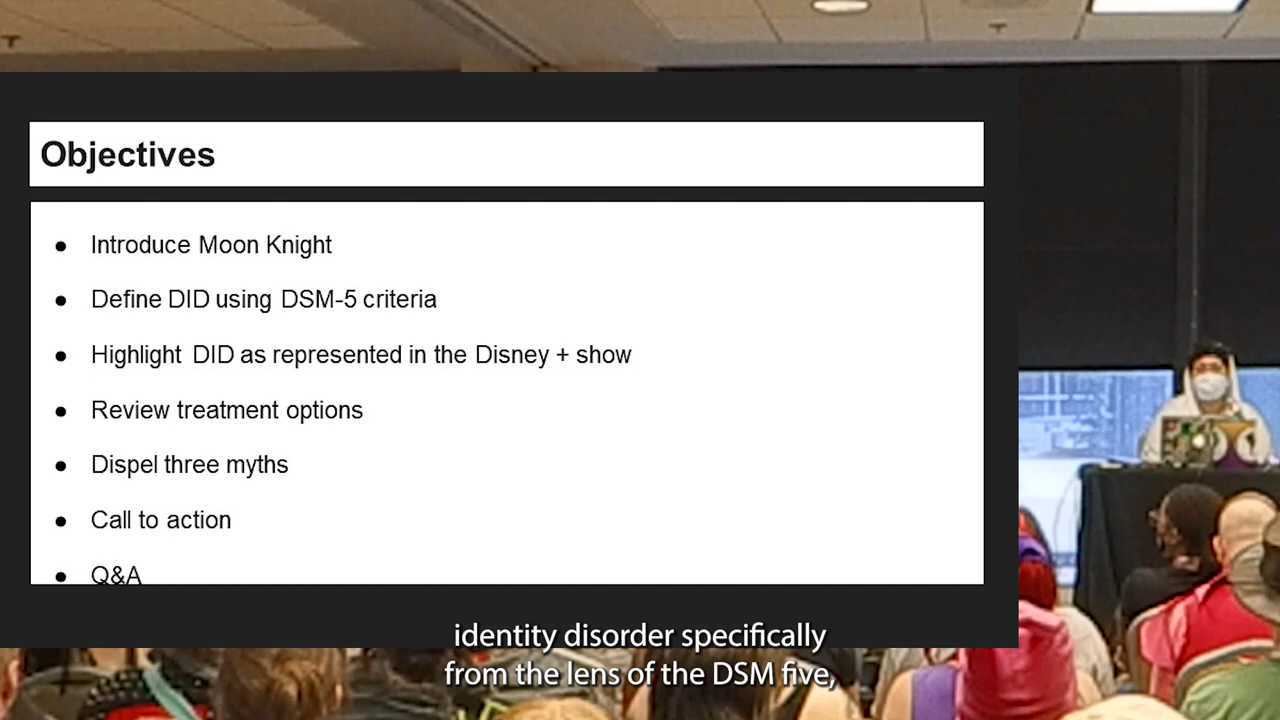 Objectives
● Introduce Moon Knight
● Define DID using DSM-5 criteria
● Highlight DID as represented in the Disney + show
● Review treatment options
● Dispel three myths
● Call to action
● Q&A
identity disorder specifically
from the lens of the DSM five,